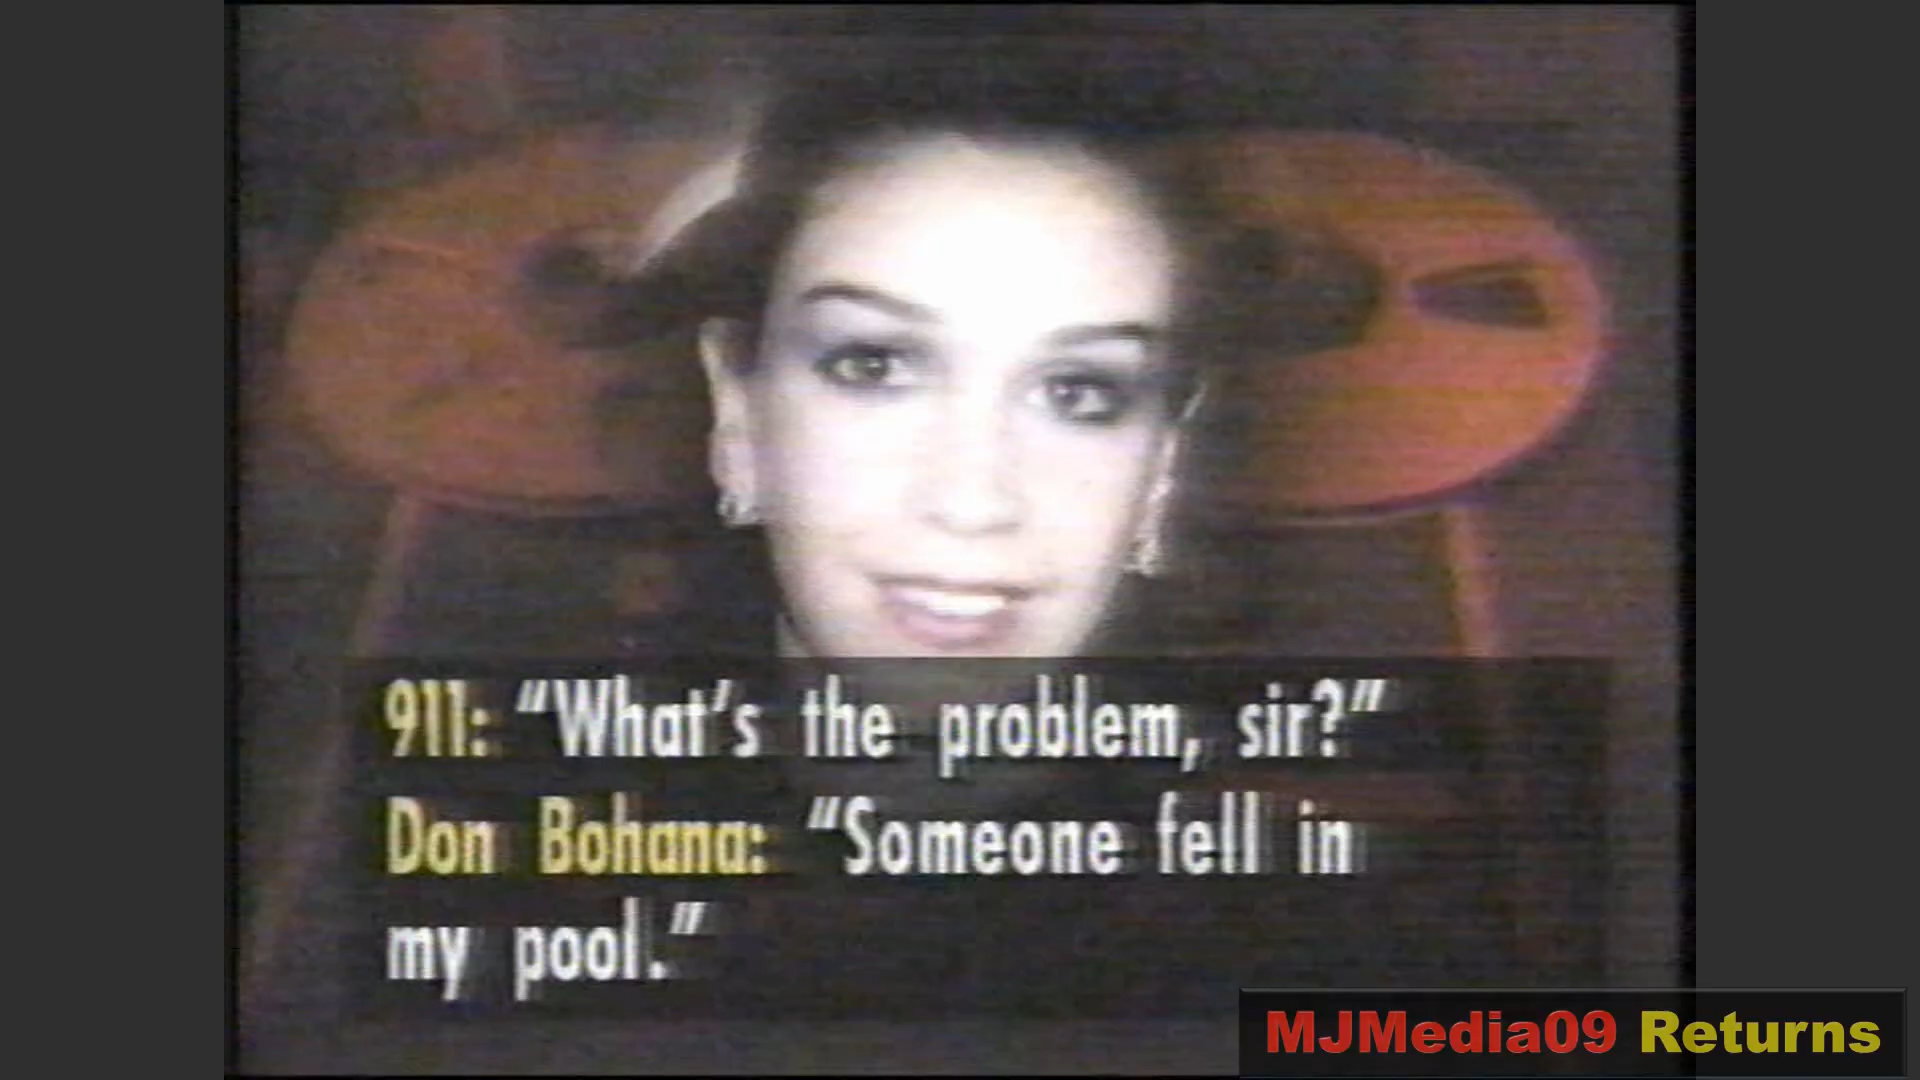 911: “What’s the problem, sir?”
Don Bohana: “Someone fell in
my pool.”
MJMedia09 Returns